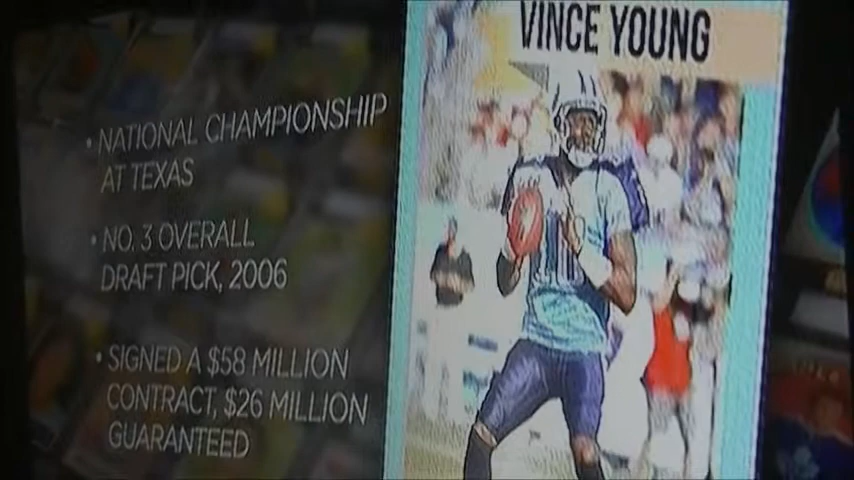 VINCE YOUNG
• NATIONAL CHAMPIONSHIP
AT TEXAS
• NO. 3 OVERALL
DRAFT PICK, 2006
• SIGNED A $58 MILLION
CONTRACT, $26 MILLION
GUARANTEED